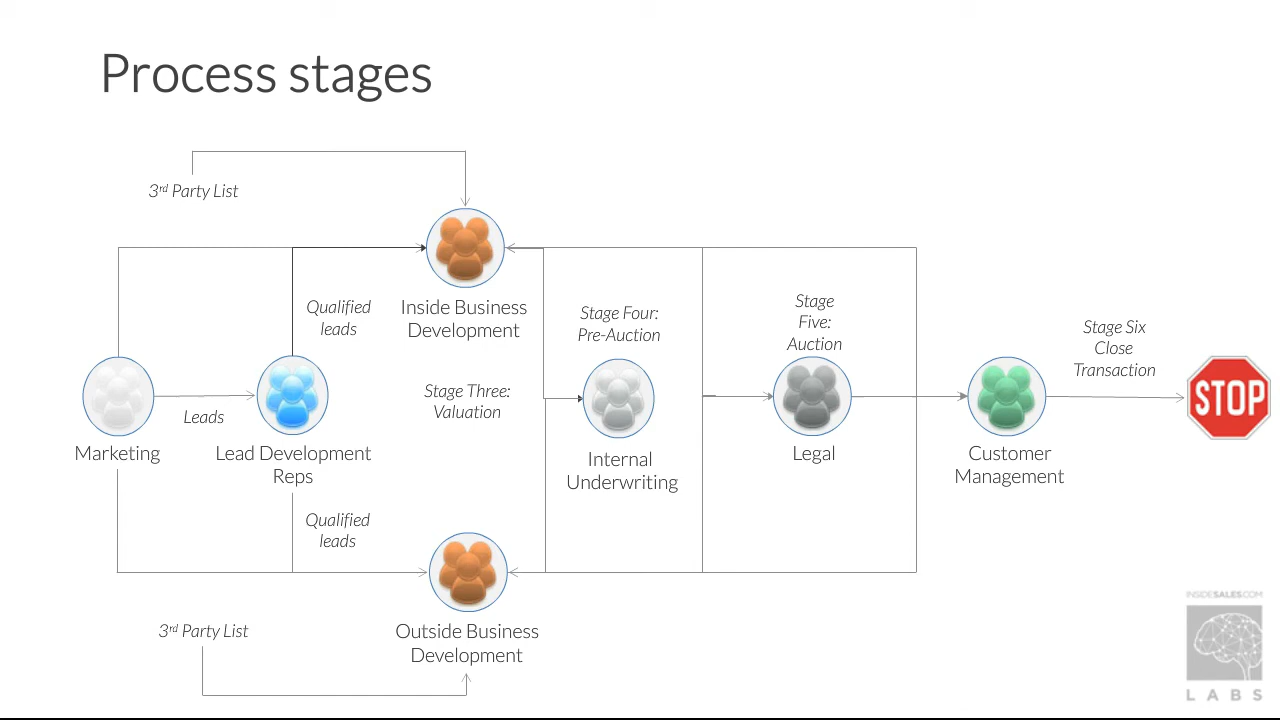 Process stages
3rd Party List
Qualified
leads
Inside Business
Development
Stage Four:
Pre-Auction
Stage
Five:
Auction
Stage Six
Close
Transaction
Stage Three:
Valuation
Leads
STOP
Marketing
Lead Development
Reps
Internal
Underwriting
Legal
Customer
Management
Qualified
leads
3rd Party List
Outside Business
Development
INSIDESALES.COM
LABS